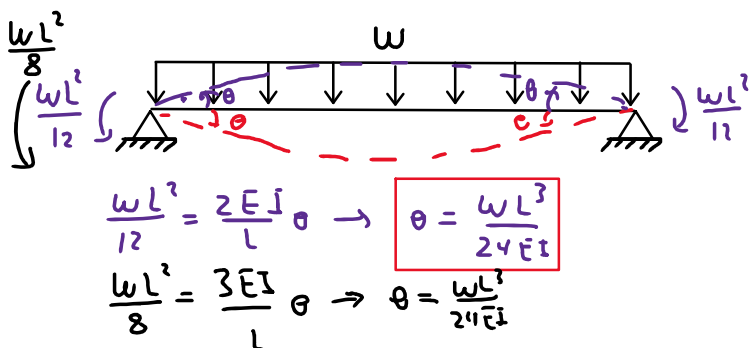 WL²/8
W
WL²/12
θ
θ
WL²/12
θ
e
WL²/12 = 2EI/L θ → θ = WL³/24EI
WL²/8 = 3EI/L θ → θ = WL³/24EI